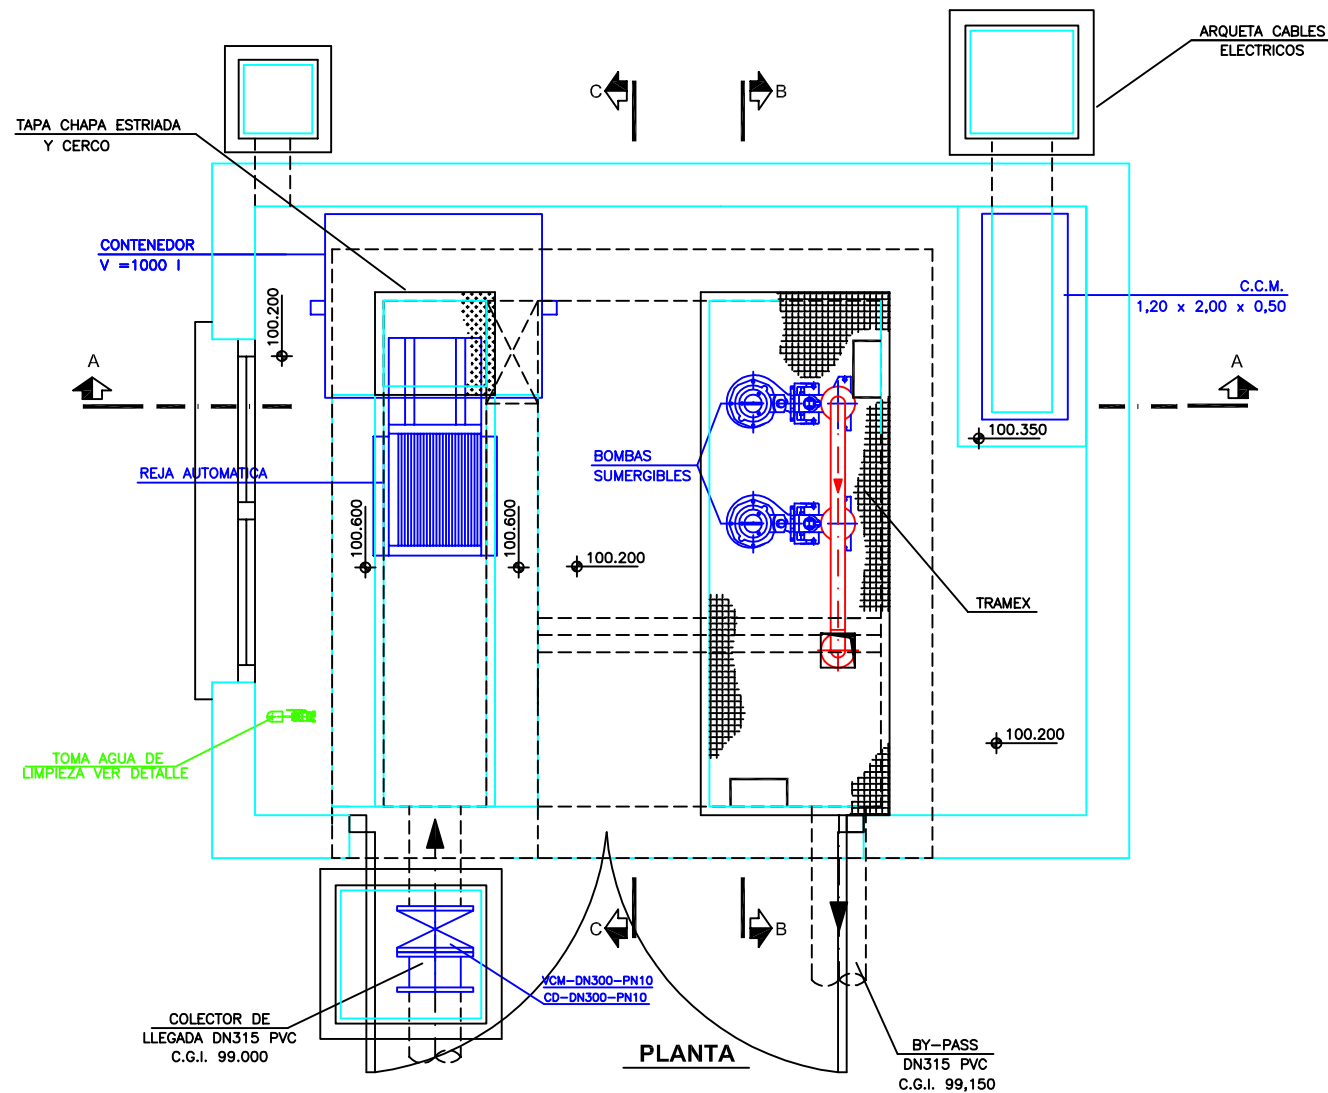 ARQUETA CABLES
ELECTRICOS
C
B
TAPA CHAPA ESTRIADA
Y CERCO
CONTENEDOR
V =1000 l
C.C.M.
1,20 x 2,00 x 0,50
100.200
A
A
100.350
BOMBAS
SUMERGIBLES
REJA AUTOMATICA
100.600
100.600
100.200
TRAMEX
100.200
TOMA AGUA DE
LIMPIEZA VER DETALLE
C
B
VCM-DN300-PN10
CD-DN300-PN10
COLECTOR DE
LLEGADA DN315 PVC
C.G.I. 99.000
PLANTA
BY-PASS
DN315 PVC
C.G.I. 99,150